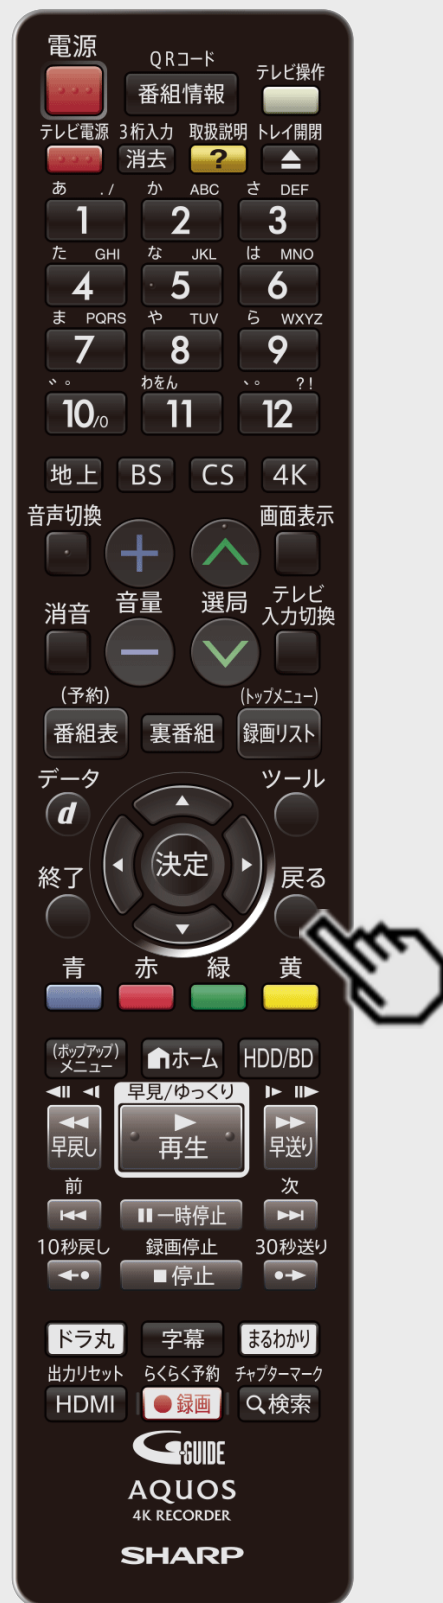 電源
QRコード
番組情報
テレビ操作
テレビ電源 3桁入力 取扱説明 トレイ開閉
消去 ?
あ ./ か ABC さ DEF
1 2 3
た GHI な JKL は MNO
4 5 6
ま PQRS や TUV ら WXYZ
7 8 9
゛゜ わをん 、。 ?!
10/0 11 12
地上 BS CS 4K
音声切換 画面表示
消音 音量 選局 テレビ
入力切換
(予約) (トップメニュー)
番組表 裏番組 録画リスト
データ ツール
d
決定
終了 戻る
青 赤 緑 黄
(ポップアップ)
メニュー ホーム HDD/BD
早見/ゆっくり
早戻し 再生 早送り
前 次
一時停止
10秒戻し 録画停止 30秒送り
停止
ドラ丸 字幕 まるわかり
出力リセット らくらく予約 チャプターマーク
HDMI 録画 検索
G-GUIDE
AQUOS
4K RECORDER
SHARP